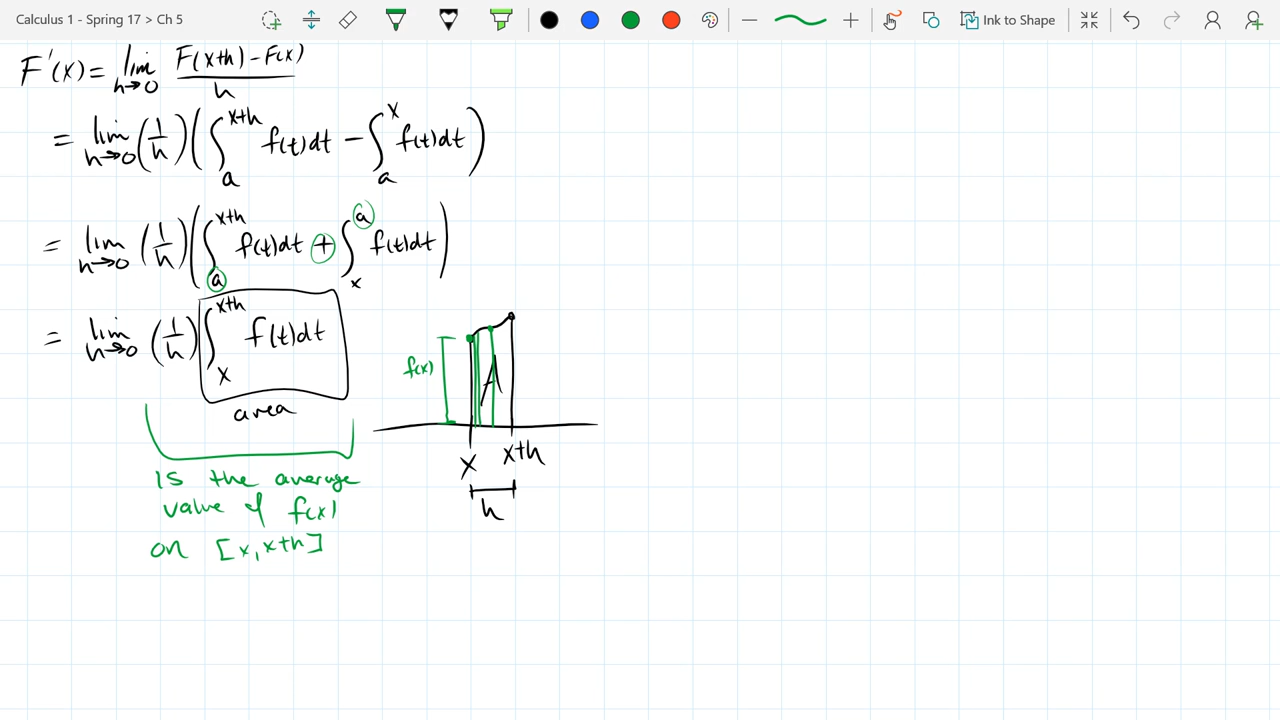 Calculus 1 - Spring 17 > Ch 5
Ink to Shape
F'(x) = lim h→0 F(x+h) - F(x) / h
= lim h→0 (1/h) (∫_a^{x+h} f(t)dt - ∫_a^x f(t)dt)
= lim h→0 (1/h) (∫_a^{x+h} f(t)dt + ∫_x^a f(t)dt)
= lim h→0 (1/h) ∫_x^{x+h} f(t)dt
area
is the average
value of f(x)
on [x, x+h]
f(x)
A
x x+h
h